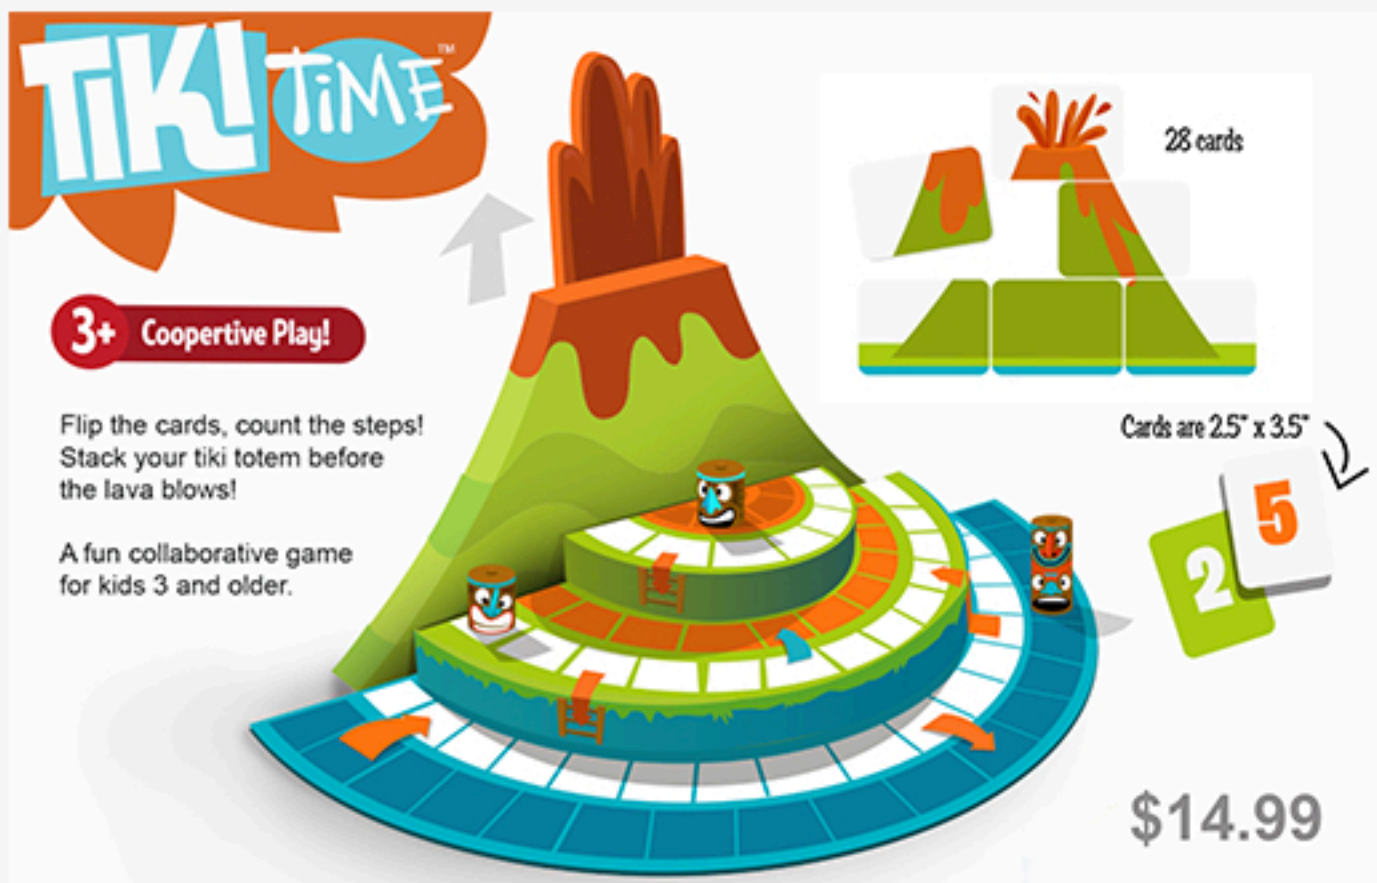 TiKi TiME™
28 cards
3+ Coopertive Play!
Flip the cards, count the steps!
Stack your tiki totem before
the lava blows!
A fun collaborative game
for kids 3 and older.
Cards are 2.5" x 3.5"
2
5
$14.99